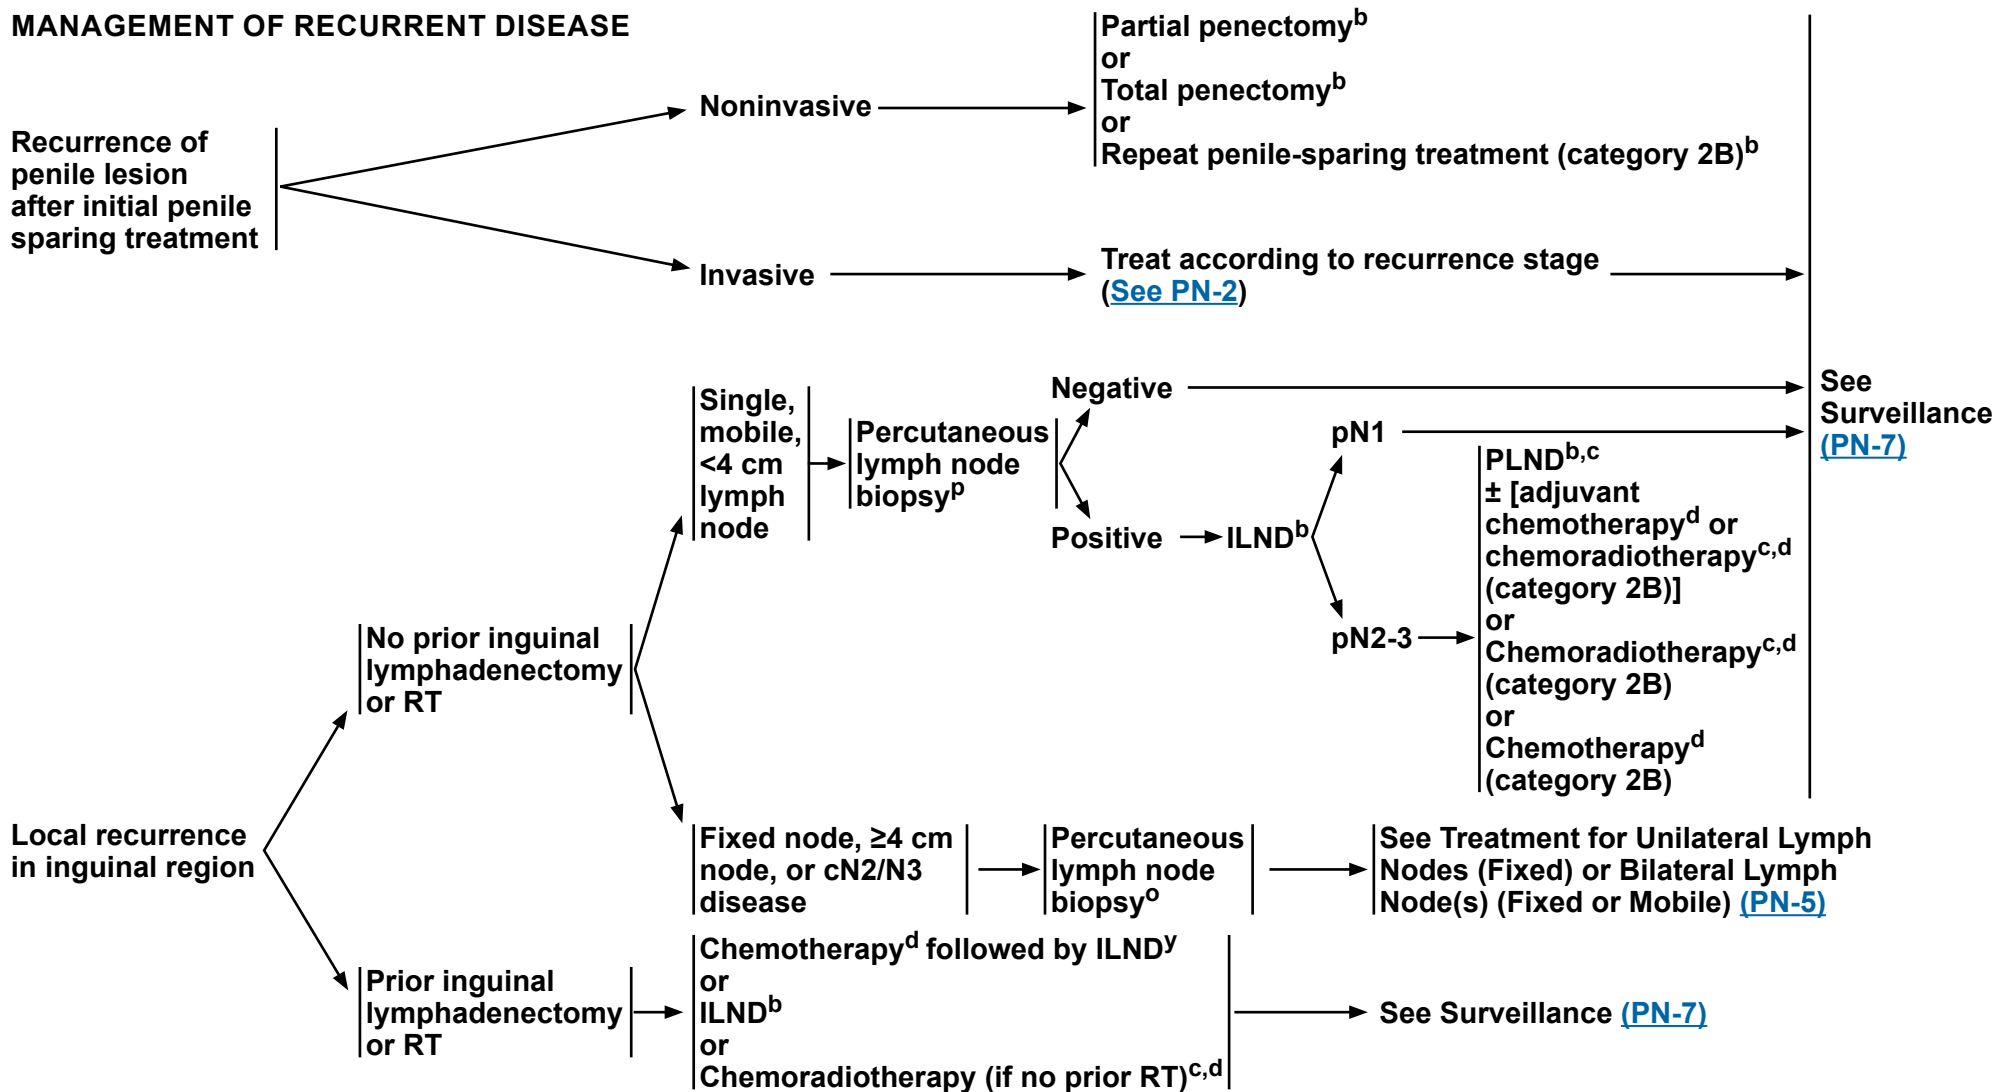 MANAGEMENT OF RECURRENT DISEASE
Recurrence of
penile lesion
after initial penile
sparing treatment
Noninvasive
Partial penectomyb
or
Total penectomyb
or
Repeat penile-sparing treatment (category 2B)b
Invasive
Treat according to recurrence stage
(See PN-2)
Local recurrence
in inguinal region
No prior inguinal
lymphadenectomy
or RT
Single,
mobile,
<4 cm
lymph
node
Percutaneous
lymph node
biopsyp
Negative
Positive
ILNDb
pN1
pN2-3
PLNDb,c
± [adjuvant
chemotherapyd or
chemoradiotherapyc,d
(category 2B)]
or
Chemoradiotherapyc,d
(category 2B)
or
Chemotherapyd
(category 2B)
See
Surveillance
(PN-7)
Fixed node, ≥4 cm
node, or cN2/N3
disease
Percutaneous
lymph node
biopsyo
See Treatment for Unilateral Lymph
Nodes (Fixed) or Bilateral Lymph
Node(s) (Fixed or Mobile) (PN-5)
Prior inguinal
lymphadenectomy
or RT
Chemotherapyd followed by ILNDy
or
ILNDb
or
Chemoradiotherapy (if no prior RT)c,d
See Surveillance (PN-7)